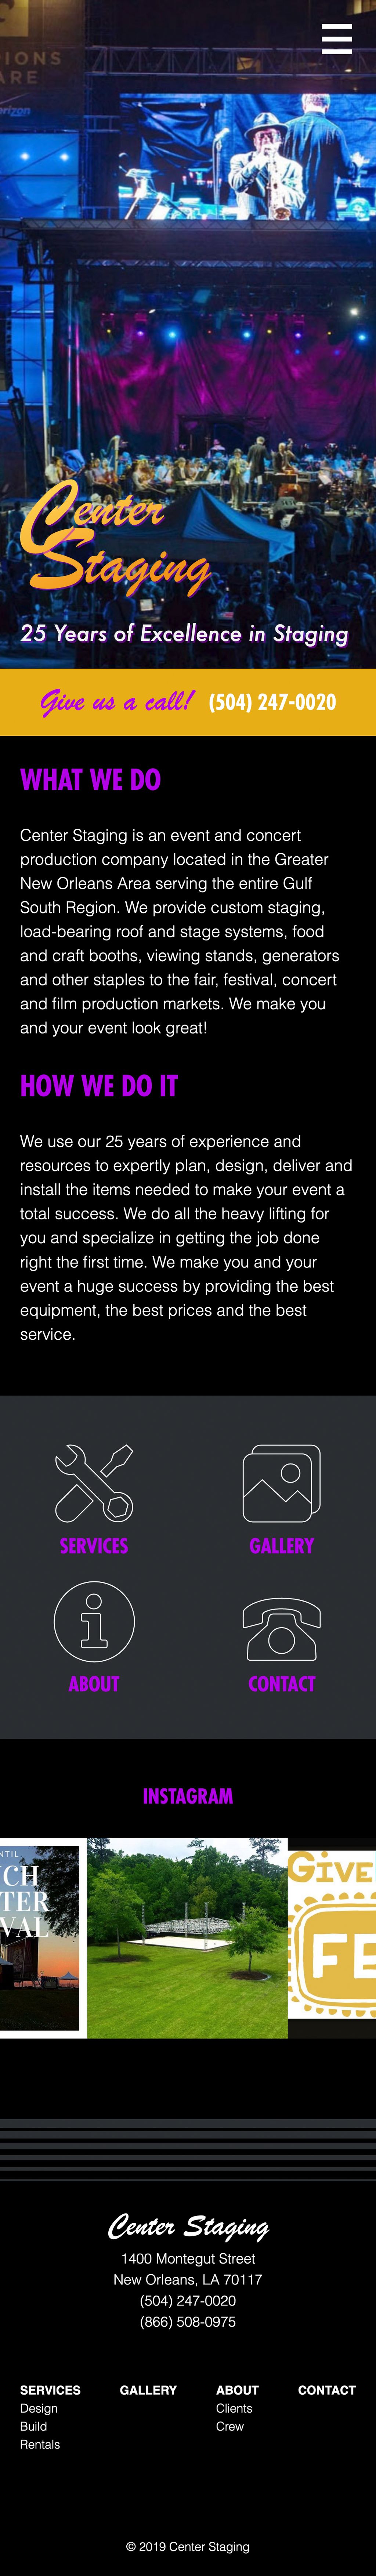 IONS
ARE
Center
Staging
25 Years of Excellence in Staging
Give us a call! (504) 247-0020
WHAT WE DO
Center Staging is an event and concert
production company located in the Greater
New Orleans Area serving the entire Gulf
South Region. We provide custom staging,
load-bearing roof and stage systems, food
and craft booths, viewing stands, generators
and other staples to the fair, festival, concert
and film production markets. We make you
and your event look great!
HOW WE DO IT
We use our 25 years of experience and
resources to expertly plan, design, deliver and
install the items needed to make your event a
total success. We do all the heavy lifting for
you and specialize in getting the job done
right the first time. We make you and your
event a huge success by providing the best
equipment, the best prices and the best
service.
SERVICES GALLERY
ABOUT CONTACT
INSTAGRAM
NTIL
CH
TER
VAL
GIVE
FE
Center Staging
1400 Montegut Street
New Orleans, LA 70117
(504) 247-0020
(866) 508-0975
SERVICES GALLERY ABOUT CONTACT
Design Clients
Build Crew
Rentals
© 2019 Center Staging